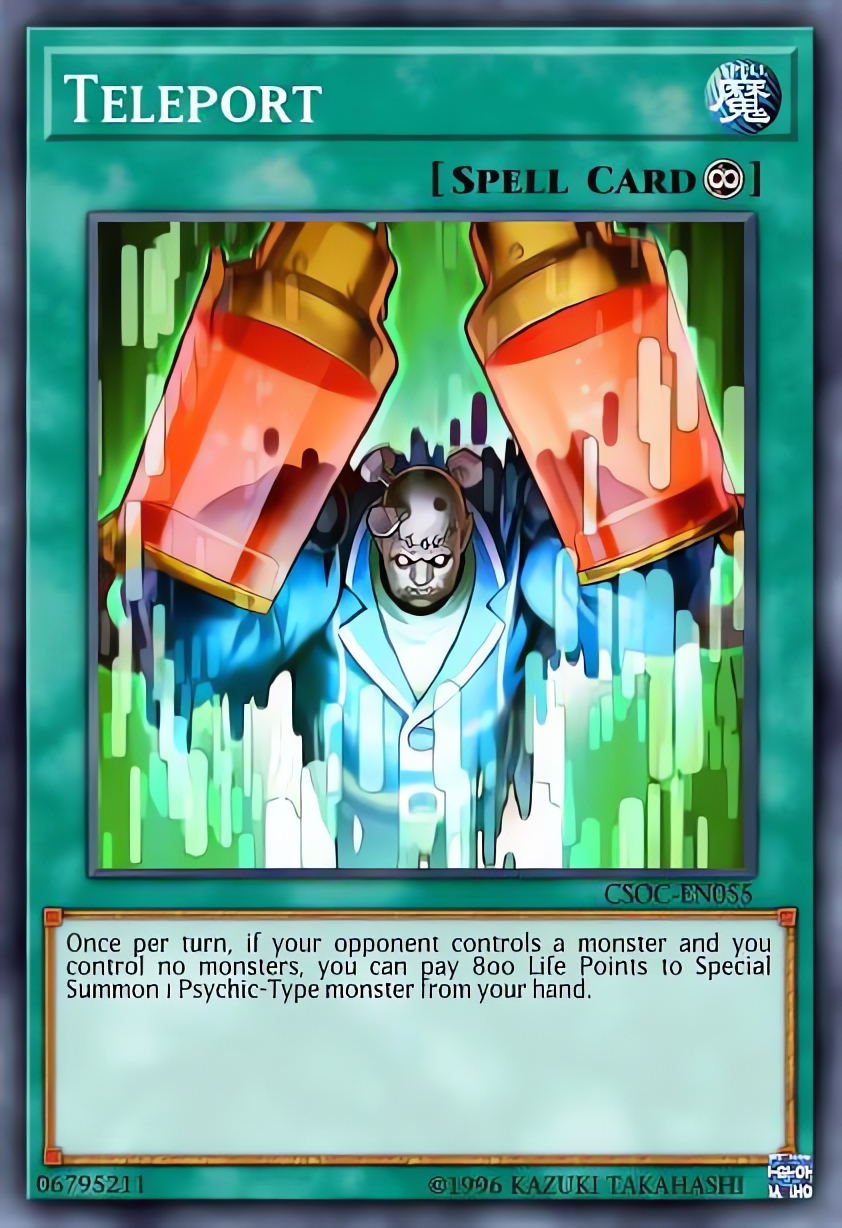 TELEPORT
魔
[SPELL CARD ]
CSOC-EN055
Once per turn, if your opponent controls a monster and you
control no monsters, you can pay 800 Life Points to Special
Summon 1 Psychic-Type monster from your hand.
06795211
©1996 KAZUKI TAKAHASHI